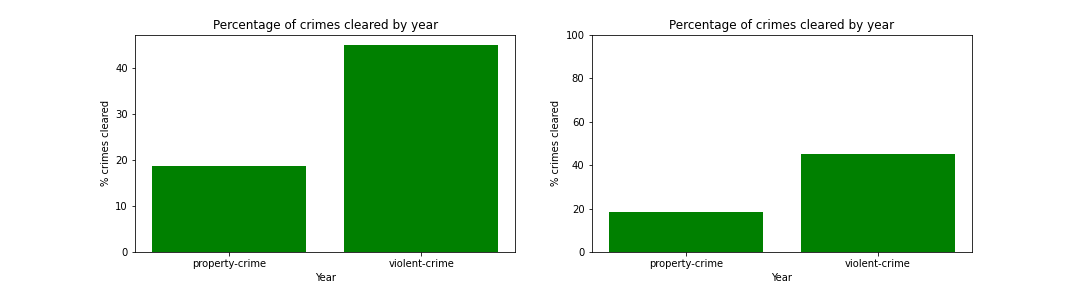 Percentage of crimes cleared by year
% crimes cleared
40
30
20
10
0
property-crime
violent-crime
Year
Percentage of crimes cleared by year
% crimes cleared
100
80
60
40
20
0
property-crime
violent-crime
Year